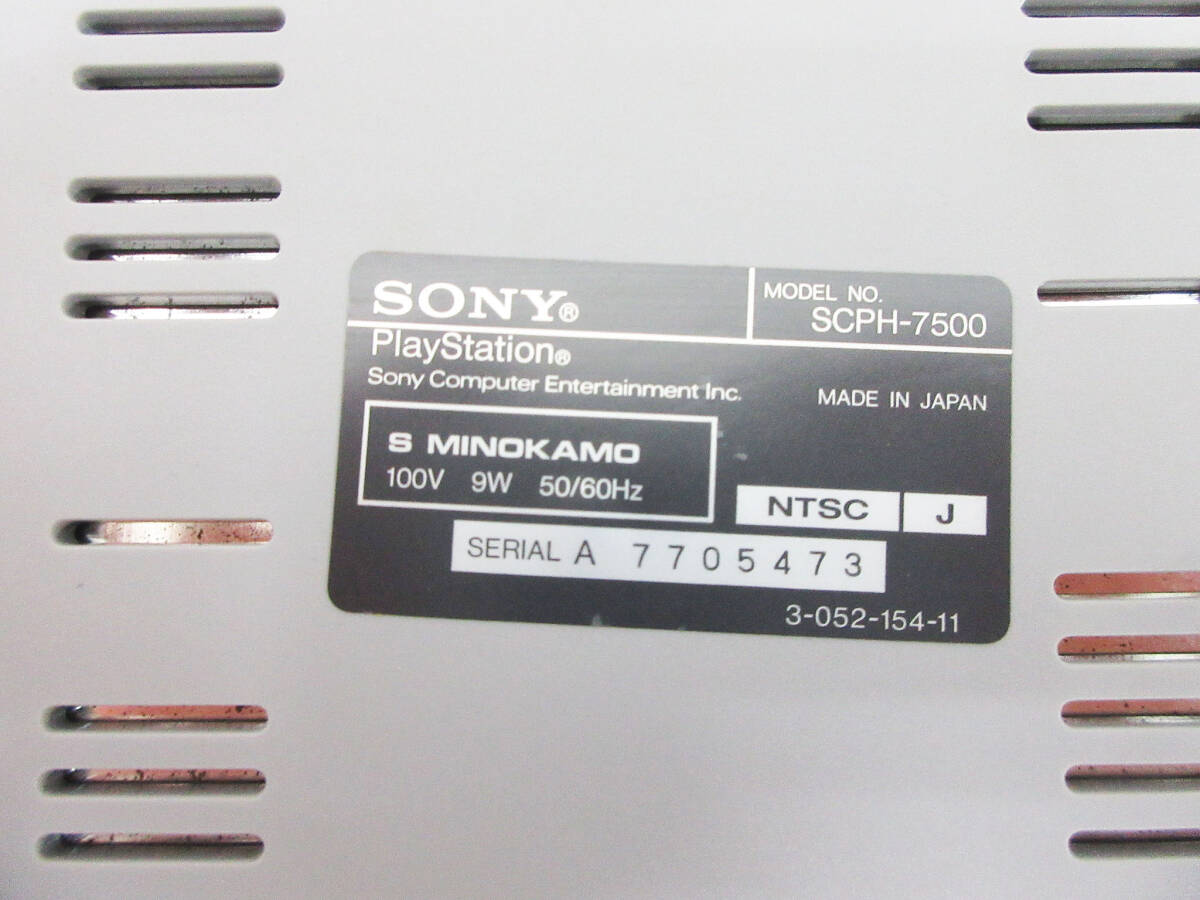 SONY®
MODEL NO.
SCPH-7500
PlayStation®
Sony Computer Entertainment Inc.
MADE IN JAPAN
S MINOKAMO
100V 9W 50/60Hz
NTSC J
SERIAL A 7705473
3-052-154-11